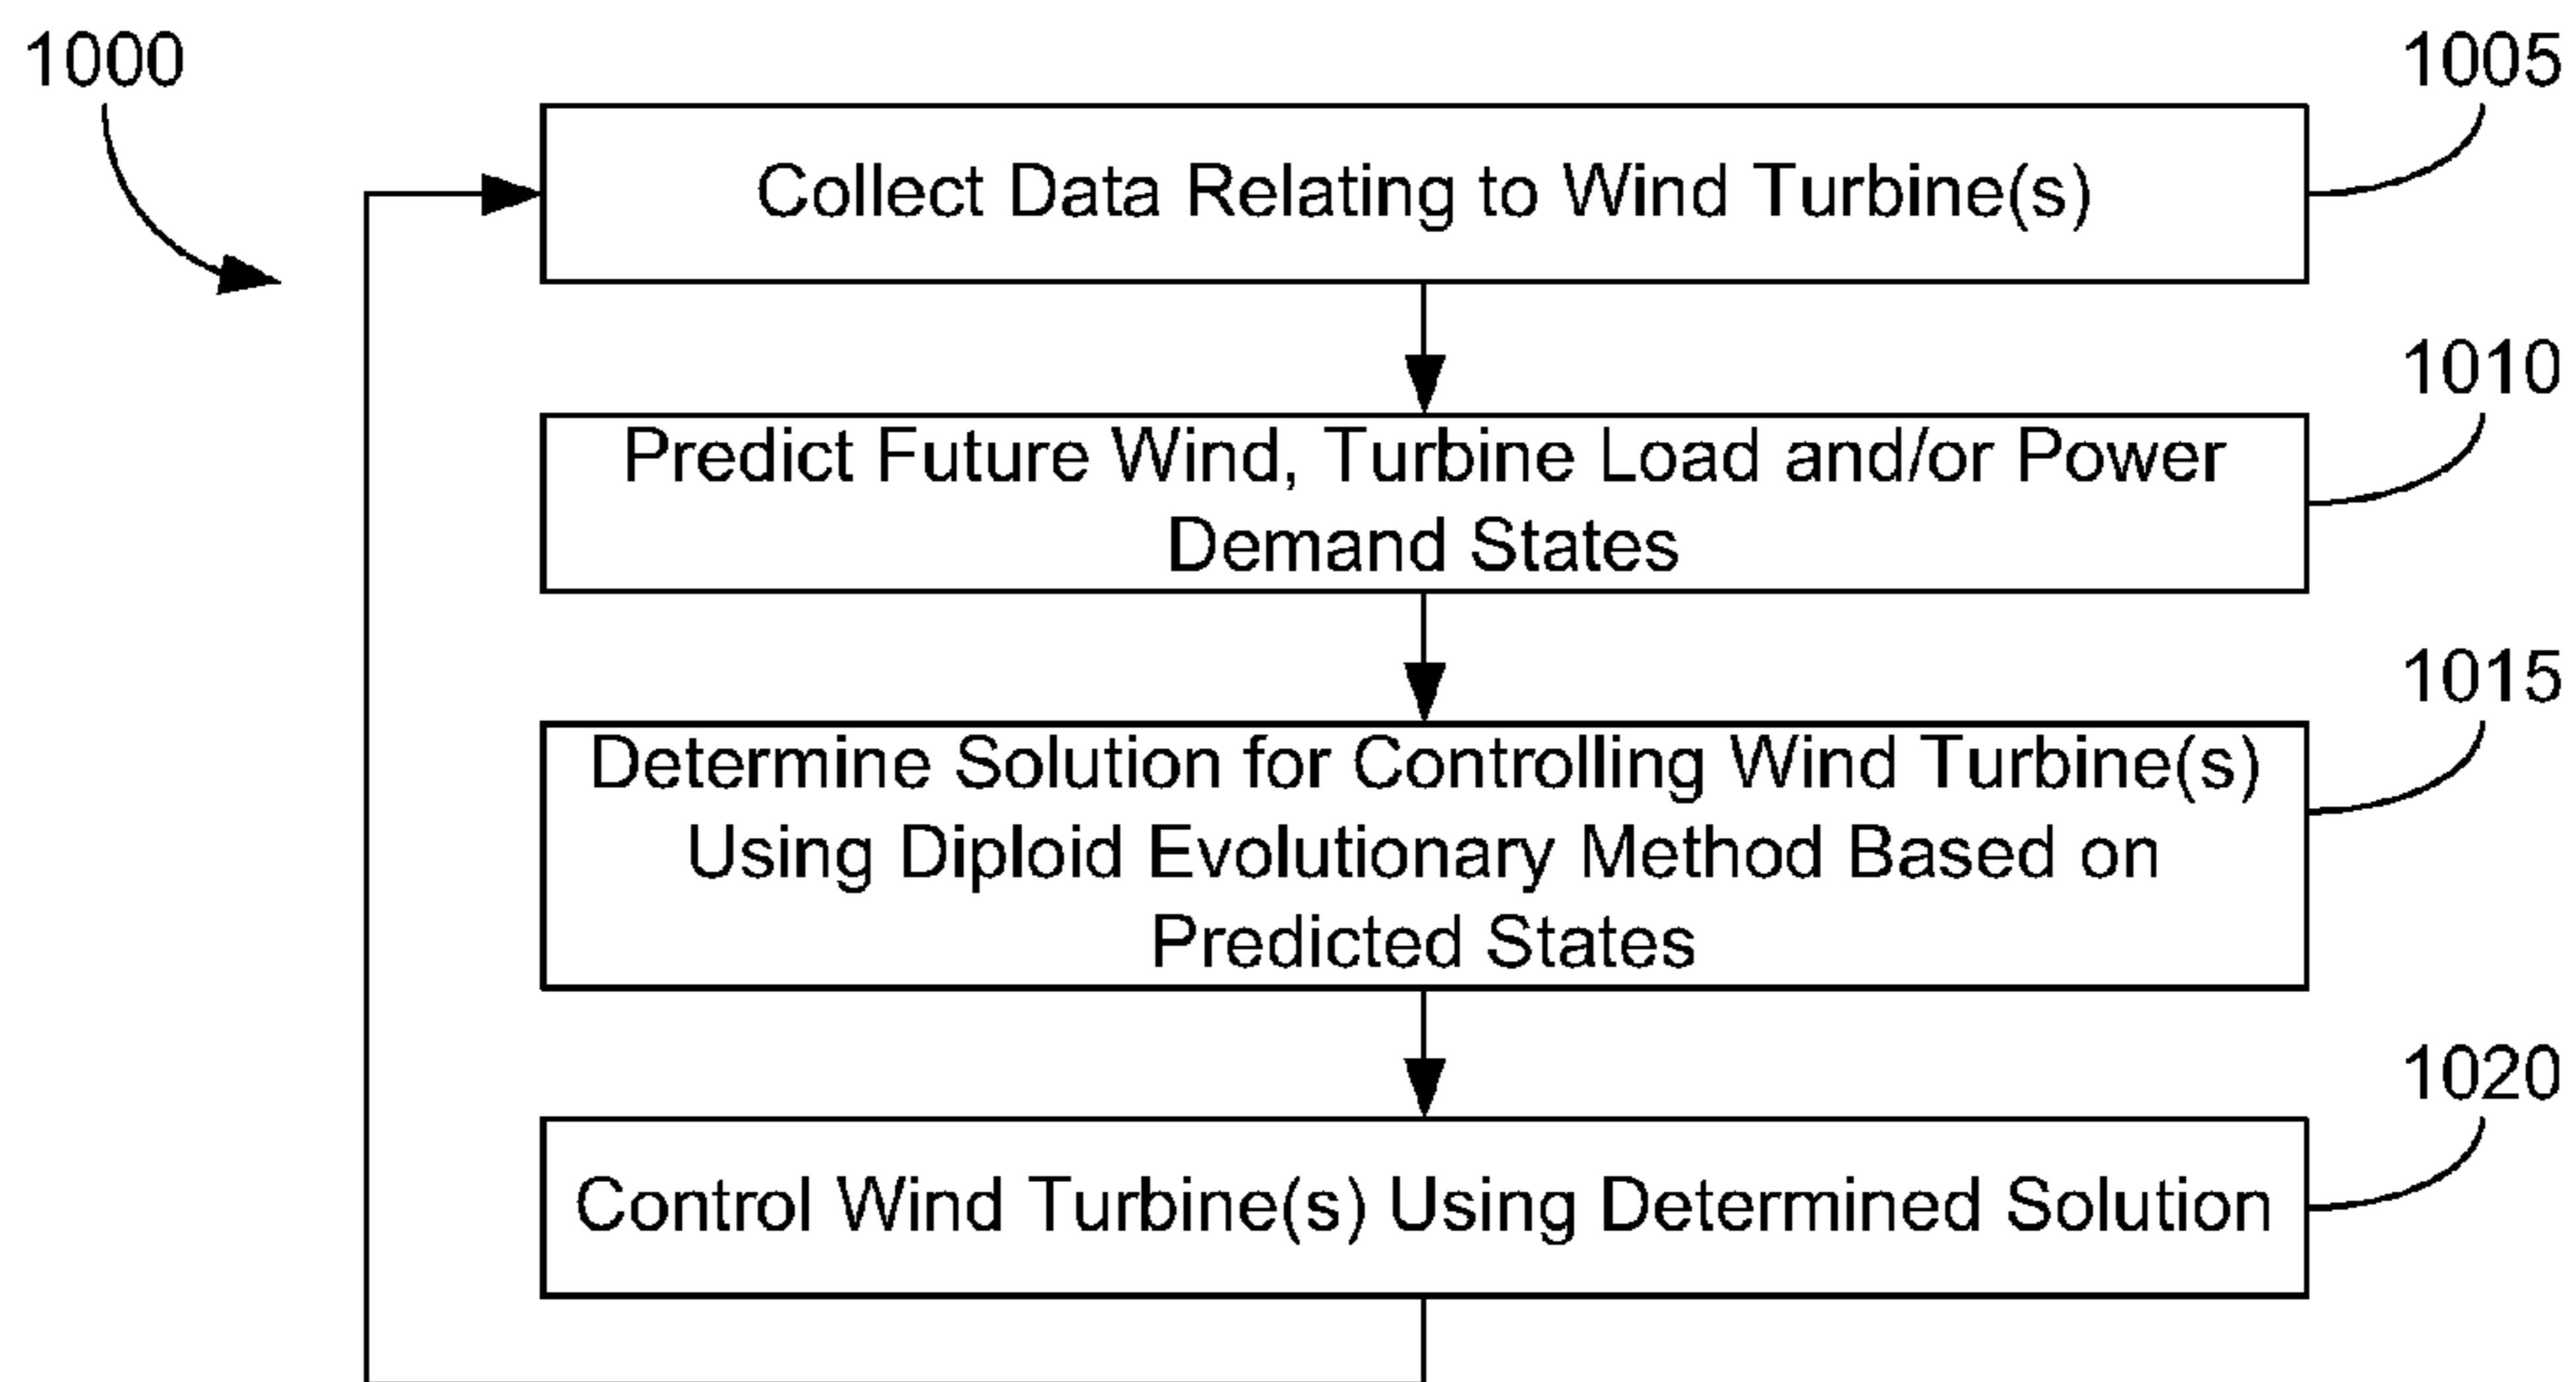 1000
1005
Collect Data Relating to Wind Turbine(s)
1010
Predict Future Wind, Turbine Load and/or Power
Demand States
1015
Determine Solution for Controlling Wind Turbine(s)
Using Diploid Evolutionary Method Based on
Predicted States
1020
Control Wind Turbine(s) Using Determined Solution